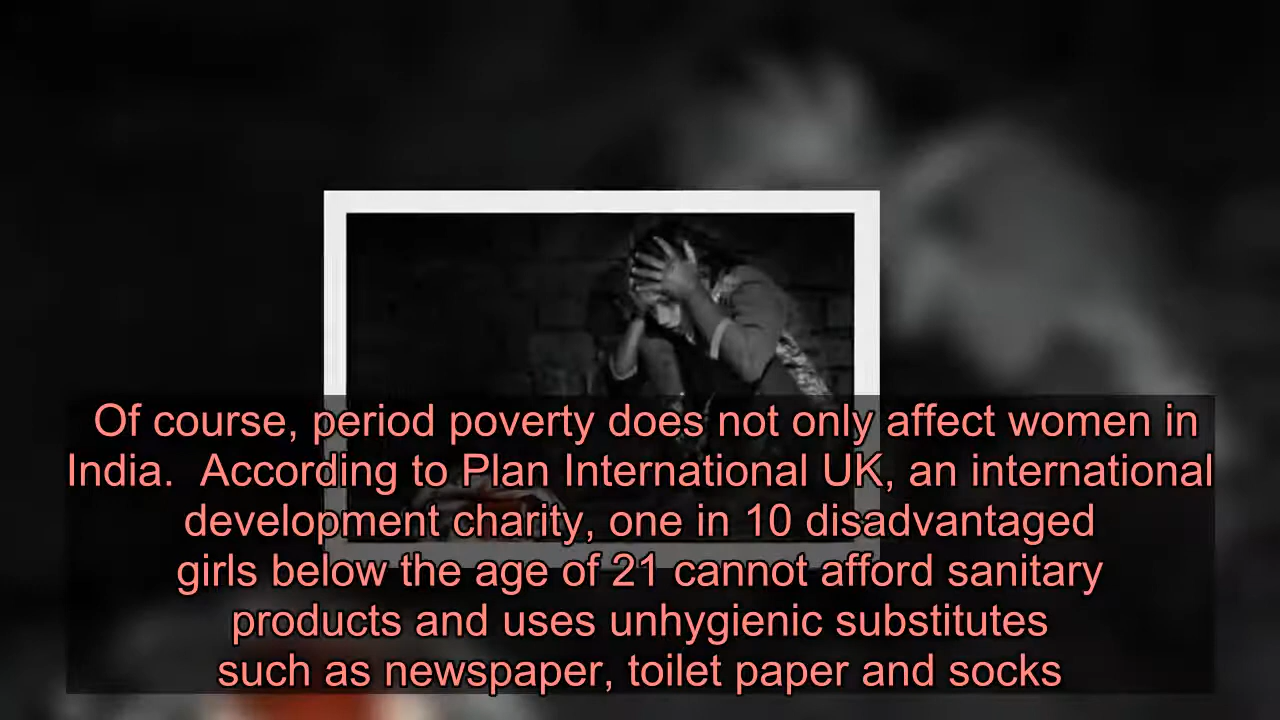 Of course, period poverty does not only affect women in
India.  According to Plan International UK, an international
development charity, one in 10 disadvantaged
girls below the age of 21 cannot afford sanitary
products and uses unhygienic substitutes
such as newspaper, toilet paper and socks